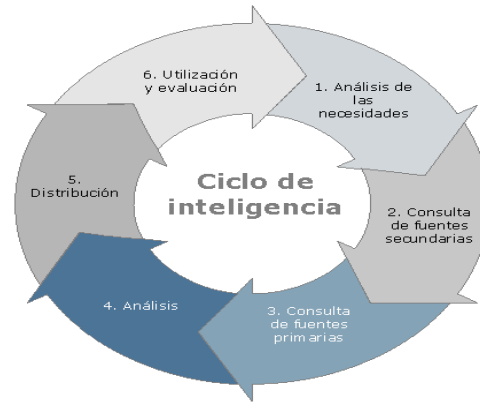 Ciclo de
inteligencia
1. Análisis de
las
necesidades
2. Consulta
de fuentes
secundarias
3. Consulta
de fuentes
primarias
4. Análisis
5.
Distribución
6. Utilización
y evaluación